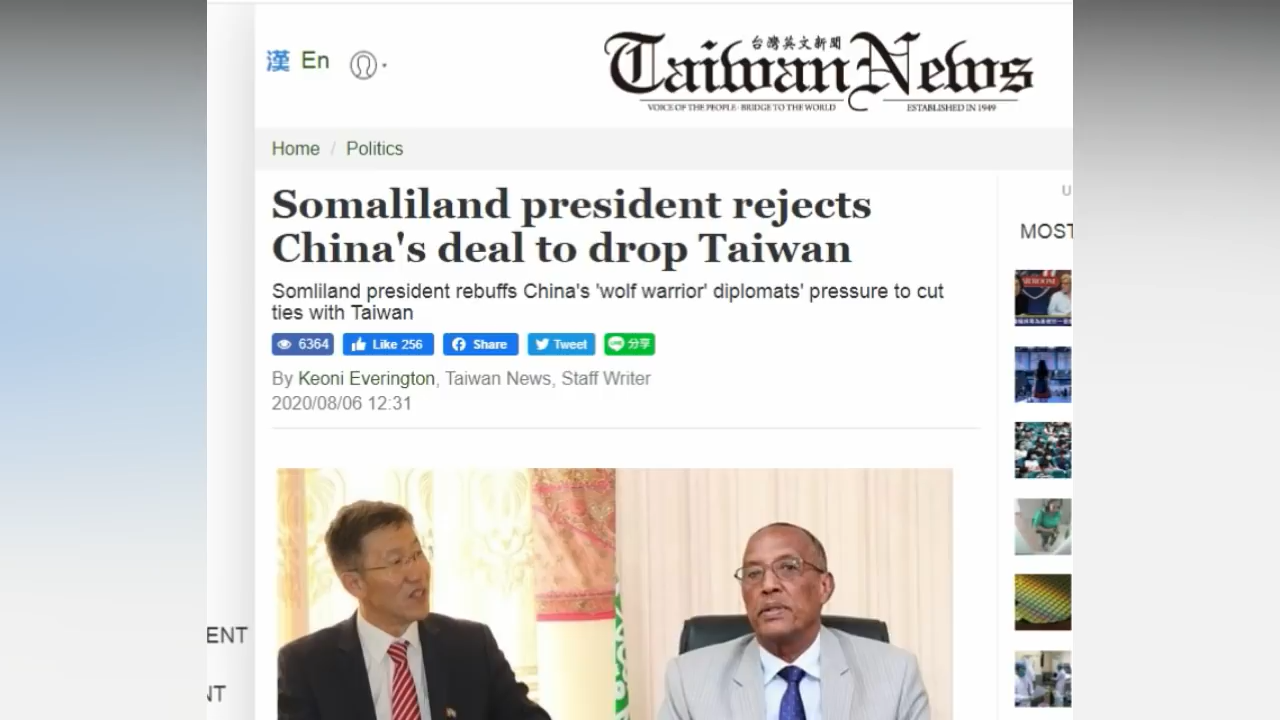 漢 En
台灣英文新聞
Taiwan News
VOICE OF THE PEOPLE · BRIDGE TO THE WORLD
ESTABLISHED IN 1949
Home / Politics
Somaliland president rejects
China's deal to drop Taiwan
Somliland president rebuffs China's 'wolf warrior' diplomats' pressure to cut
ties with Taiwan
6364 Like 256 Share Tweet 分享
By Keoni Everington, Taiwan News, Staff Writer
2020/08/06 12:31
U
MOST
ENT
NT